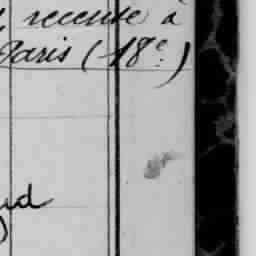 recensé à
Paris (18e)